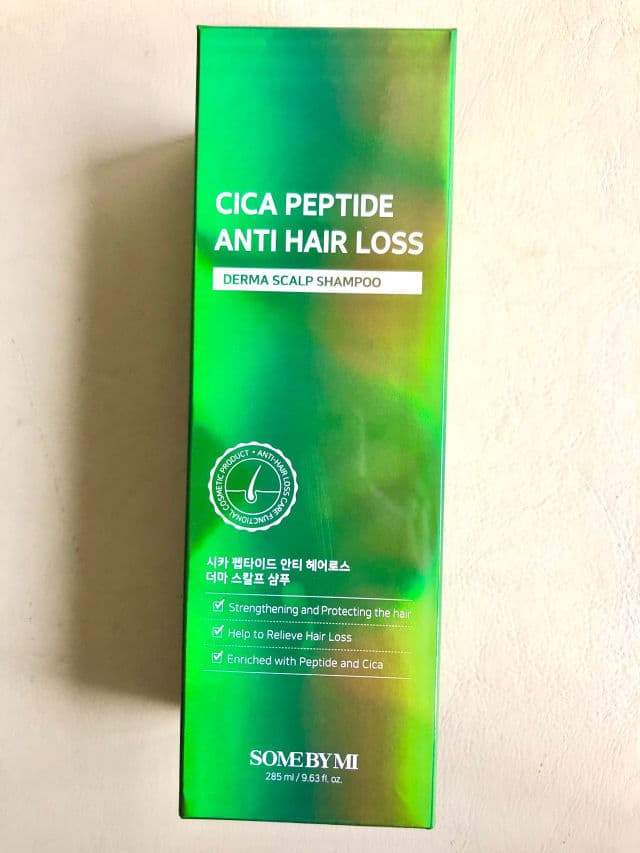 CICA PEPTIDE
ANTI HAIR LOSS
DERMA SCALP SHAMPOO
ANTI-HAIR LOSS CARE FUNCTIONAL COSMETIC PRODUCT •
시카 펩타이드 안티 헤어로스
더마 스칼프 샴푸
Strengthening and Protecting the hair
Help to Relieve Hair Loss
Enriched with Peptide and Cica
SOME BY MI
285 ml / 9.63 fl. oz.